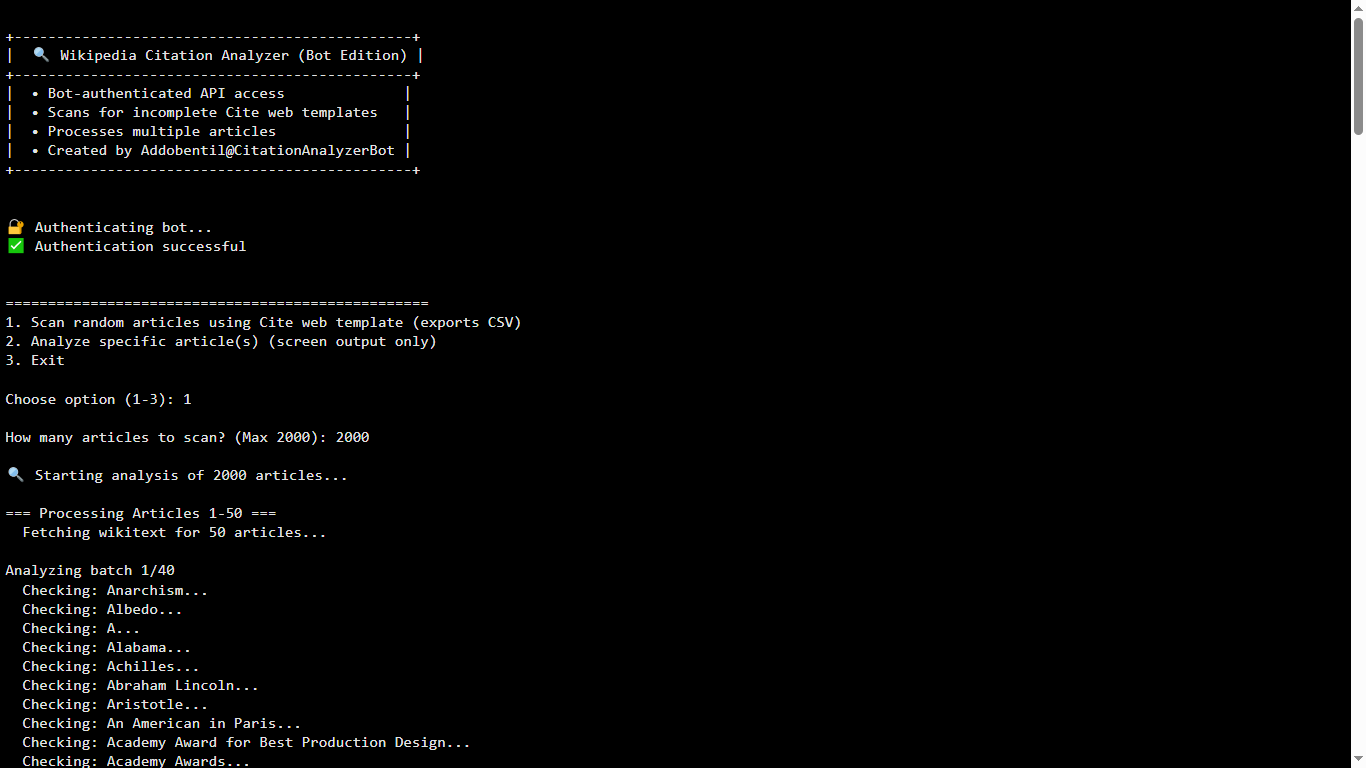 +-----------------------------------------------+
|  🔍 Wikipedia Citation Analyzer (Bot Edition) |
+-----------------------------------------------+
|  • Bot-authenticated API access              |
|  • Scans for incomplete Cite web templates   |
|  • Processes multiple articles               |
|  • Created by Addobentil@CitationAnalyzerBot |
+-----------------------------------------------+
🔐 Authenticating bot...
✅ Authentication successful
==================================================
1. Scan random articles using Cite web template (exports CSV)
2. Analyze specific article(s) (screen output only)
3. Exit
Choose option (1-3): 1
How many articles to scan? (Max 2000): 2000
🔍 Starting analysis of 2000 articles...
=== Processing Articles 1-50 ===
  Fetching wikitext for 50 articles...
Analyzing batch 1/40
  Checking: Anarchism...
  Checking: Albedo...
  Checking: A...
  Checking: Alabama...
  Checking: Achilles...
  Checking: Abraham Lincoln...
  Checking: Aristotle...
  Checking: An American in Paris...
  Checking: Academy Award for Best Production Design...
  Checking: Academy Awards...